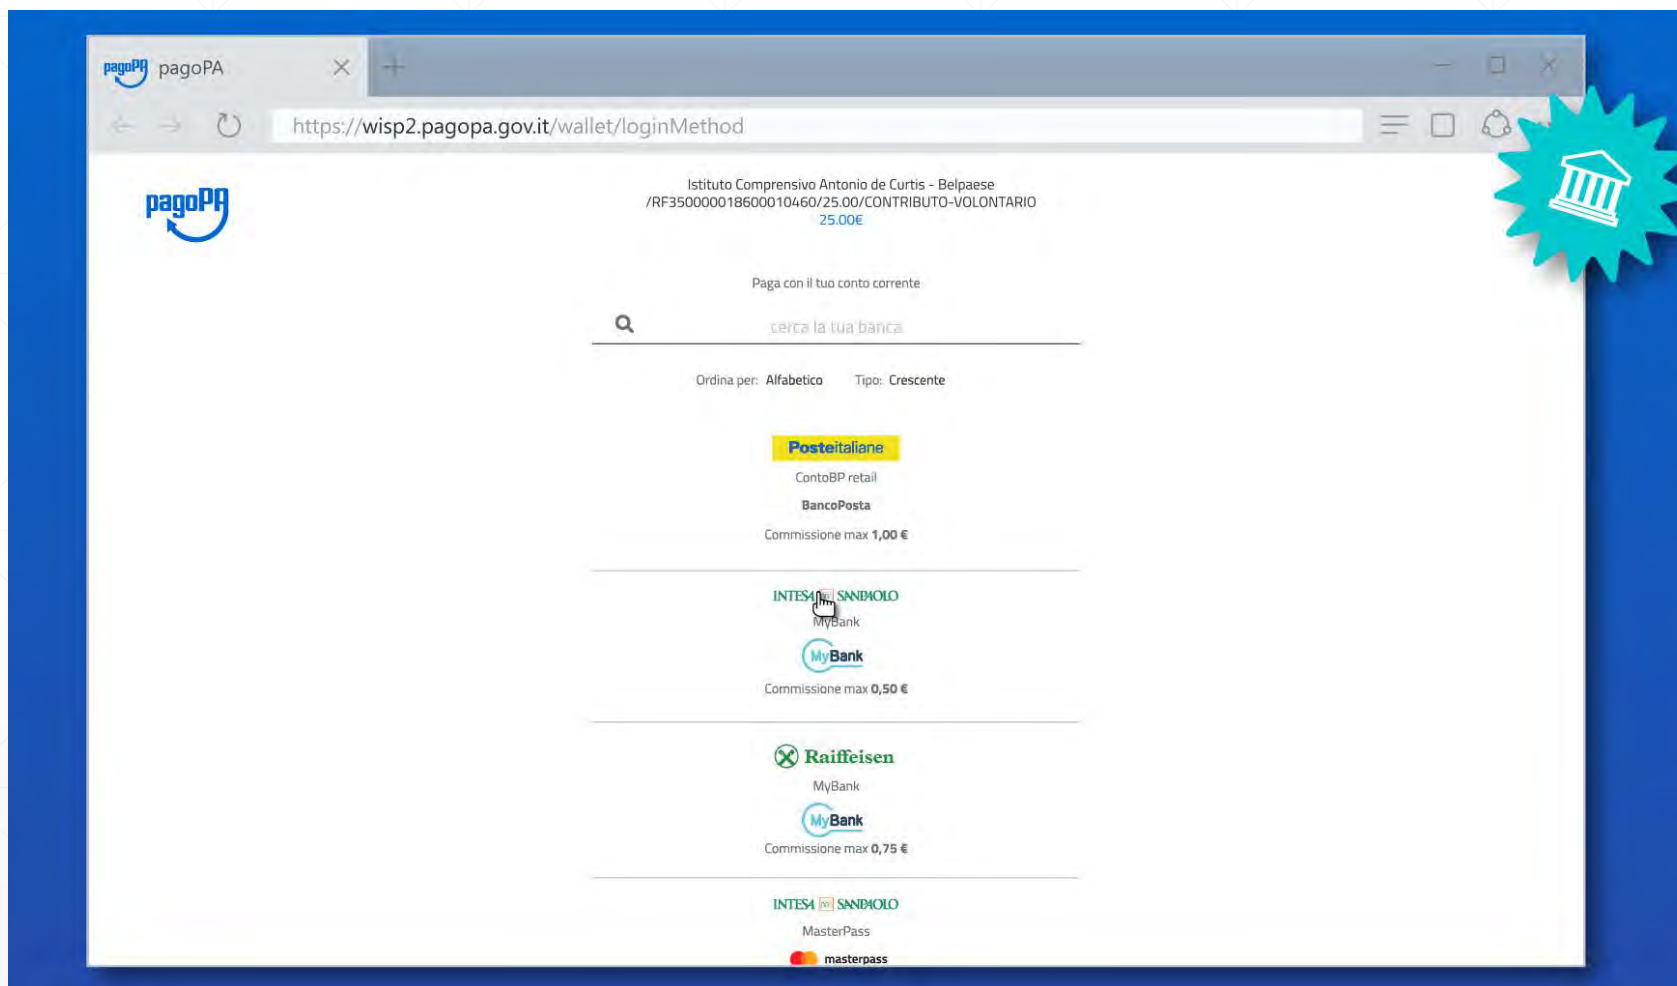 pagoPA pagoPA
https://wisp2.pagopa.gov.it/wallet/loginMethod
pagoPA
Istituto Comprensivo Antonio de Curtis - Belpaese
/RF350000018600010460/25.00/CONTRIBUTO-VOLONTARIO
25.00€
Paga con il tuo conto corrente
cerca la tua banca
Ordina per: Alfabetico Tipo: Crescente
Posteitaliane
ContoBP retail
BancoPosta
Commissione max 1,00 €
INTESA SANPAOLO
MyBank
MyBank
Commissione max 0,50 €
Raiffeisen
MyBank
MyBank
Commissione max 0,75 €
INTESA SANPAOLO
MasterPass
masterpass